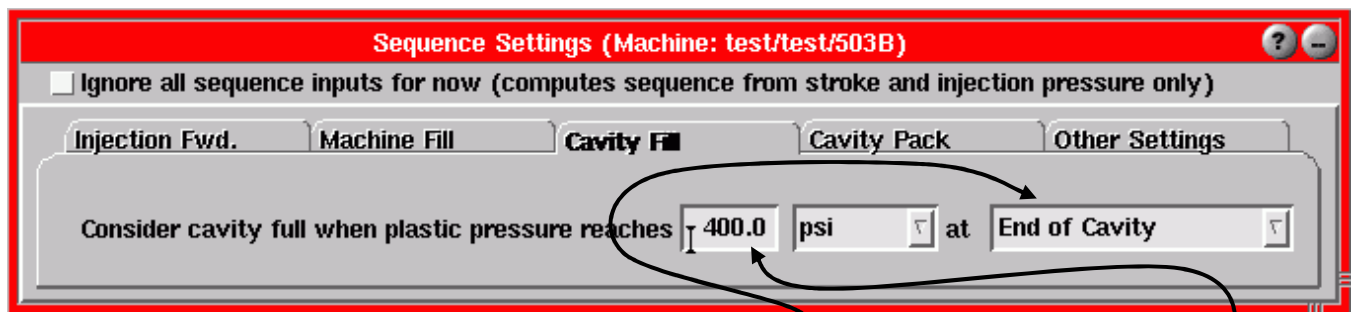 Sequence Settings (Machine: test/test/503B) ? –
Ignore all sequence inputs for now (computes sequence from stroke and injection pressure only)
Injection Fwd. Machine Fill Cavity Fill Cavity Pack Other Settings
Consider cavity full when plastic pressure reaches 400.0 psi at End of Cavity